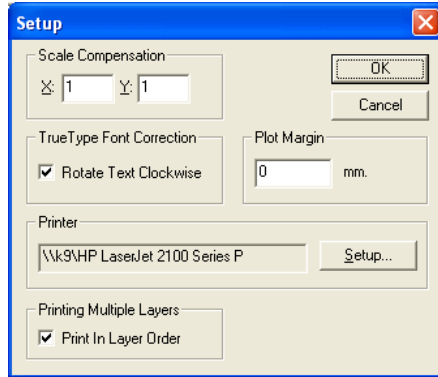 Setup
Scale Compensation
X: 1 Y: 1
OK
Cancel
TrueType Font Correction
Rotate Text Clockwise
Plot Margin
0 mm.
Printer
\\k9\HP LaserJet 2100 Series P
Setup...
Printing Multiple Layers
Print In Layer Order